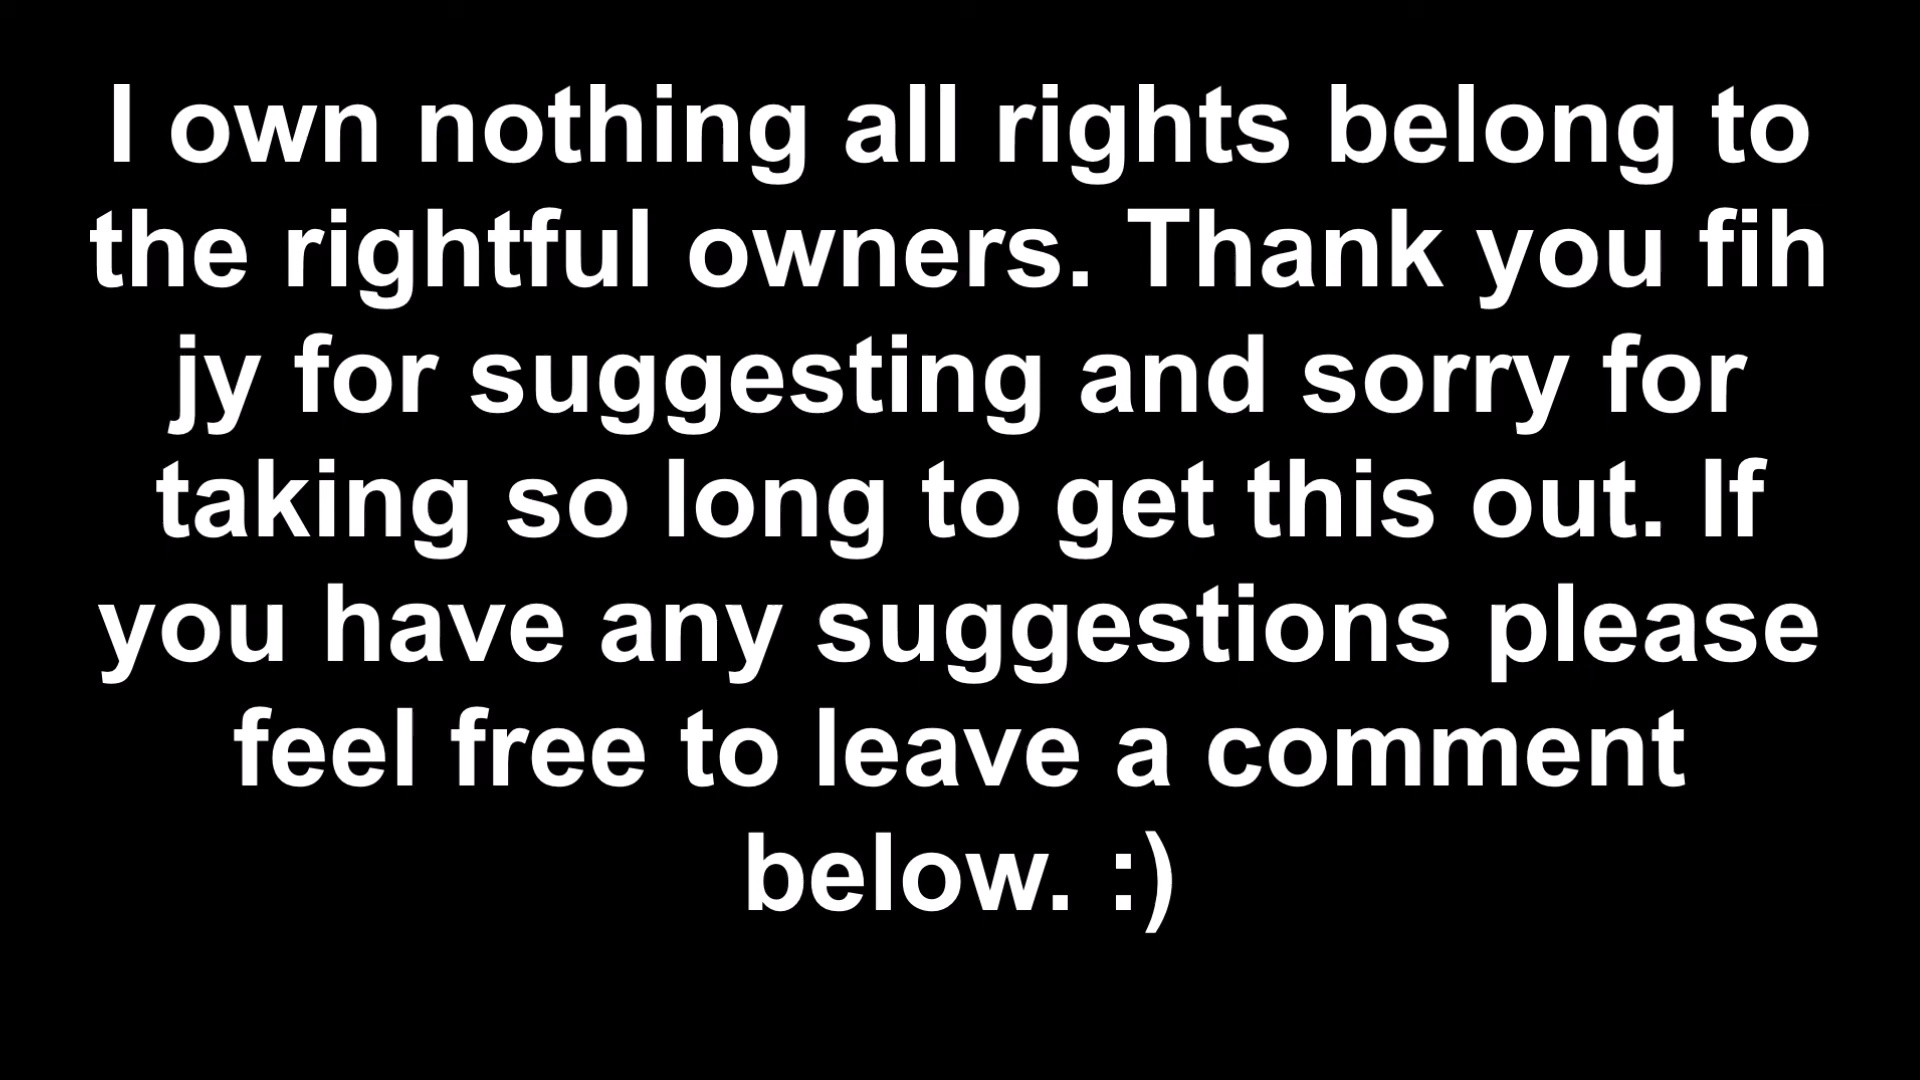 I own nothing all rights belong to
the rightful owners. Thank you fih
jy for suggesting and sorry for
taking so long to get this out. If
you have any suggestions please
feel free to leave a comment
below. :)